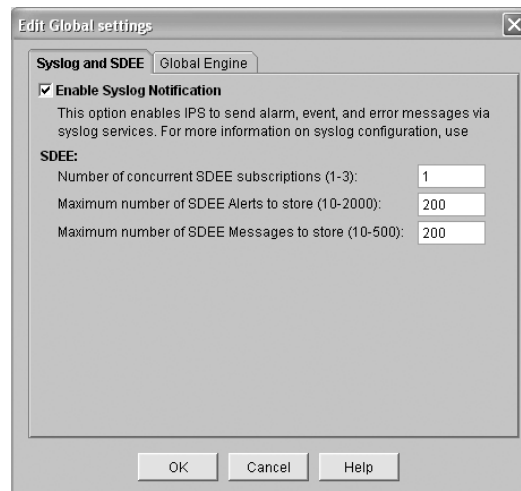 Edit Global settings
Syslog and SDEE
Global Engine
Enable Syslog Notification
This option enables IPS to send alarm, event, and error messages via
syslog services. For more information on syslog configuration, use
SDEE:
Number of concurrent SDEE subscriptions (1-3): 1
Maximum number of SDEE Alerts to store (10-2000): 200
Maximum number of SDEE Messages to store (10-500): 200
OK Cancel Help